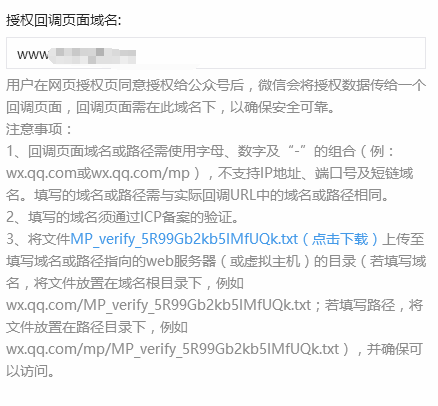 授权回调页面域名:
www
用户在网页授权页同意授权给公众号后，微信会将授权数据传给一个
回调页面，回调页面需在此域名下，以确保安全可靠。
注意事项：
1、回调页面域名或路径需使用字母、数字及“-”的组合（例：
wx.qq.com或wx.qq.com/mp），不支持IP地址、端口号及短链域
名。填写的域名或路径需与实际回调URL中的域名或路径相同。
2、填写的域名须通过ICP备案的验证。
3、将文件MP_verify_5R99Gb2kb5IMfUQk.txt（点击下载）上传至
填写域名或路径指向的web服务器（或虚拟主机）的目录（若填写域
名，将文件放置在域名根目录下，例如
wx.qq.com/MP_verify_5R99Gb2kb5IMfUQk.txt；若填写路径，将
文件放置在路径目录下，例如
wx.qq.com/mp/MP_verify_5R99Gb2kb5IMfUQk.txt），并确保可
以访问。